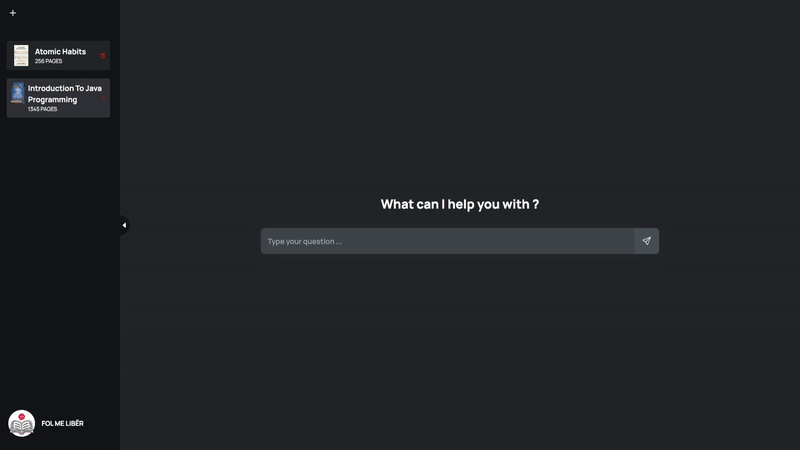 +
Atomic Habits
256 PAGES
Introduction To Java
Programming
1345 PAGES
What can I help you with ?
Type your question ...
FOL ME LIBËR